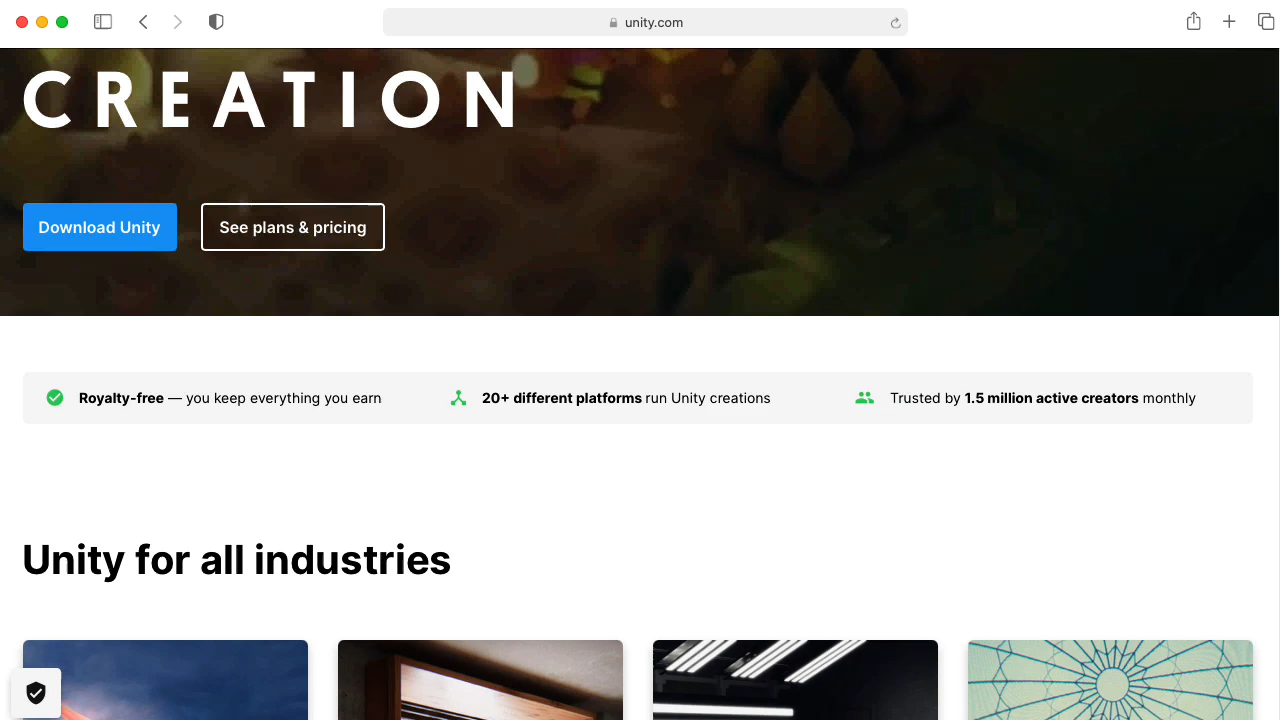 unity.com
CREATION
Download Unity
See plans & pricing
Royalty-free — you keep everything you earn
20+ different platforms run Unity creations
Trusted by 1.5 million active creators monthly
Unity for all industries